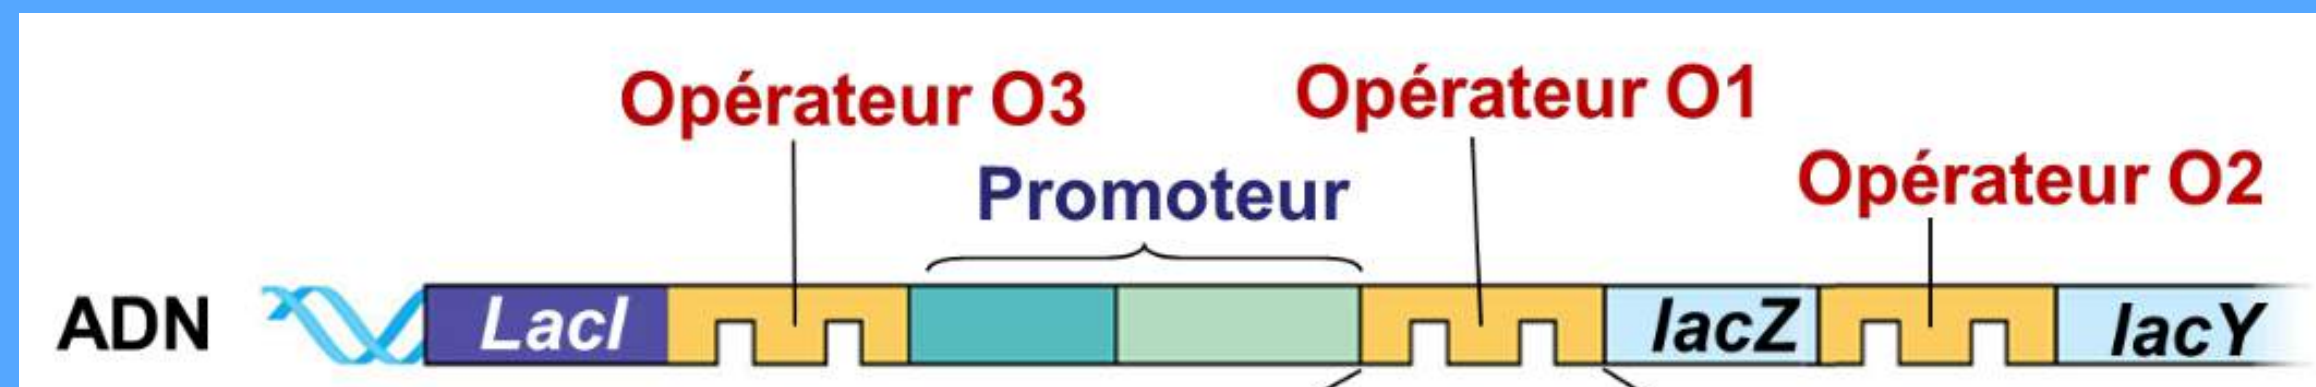 Opérateur O3
Opérateur O1
Promoteur
Opérateur O2
ADN
LacI
lacZ
lacY